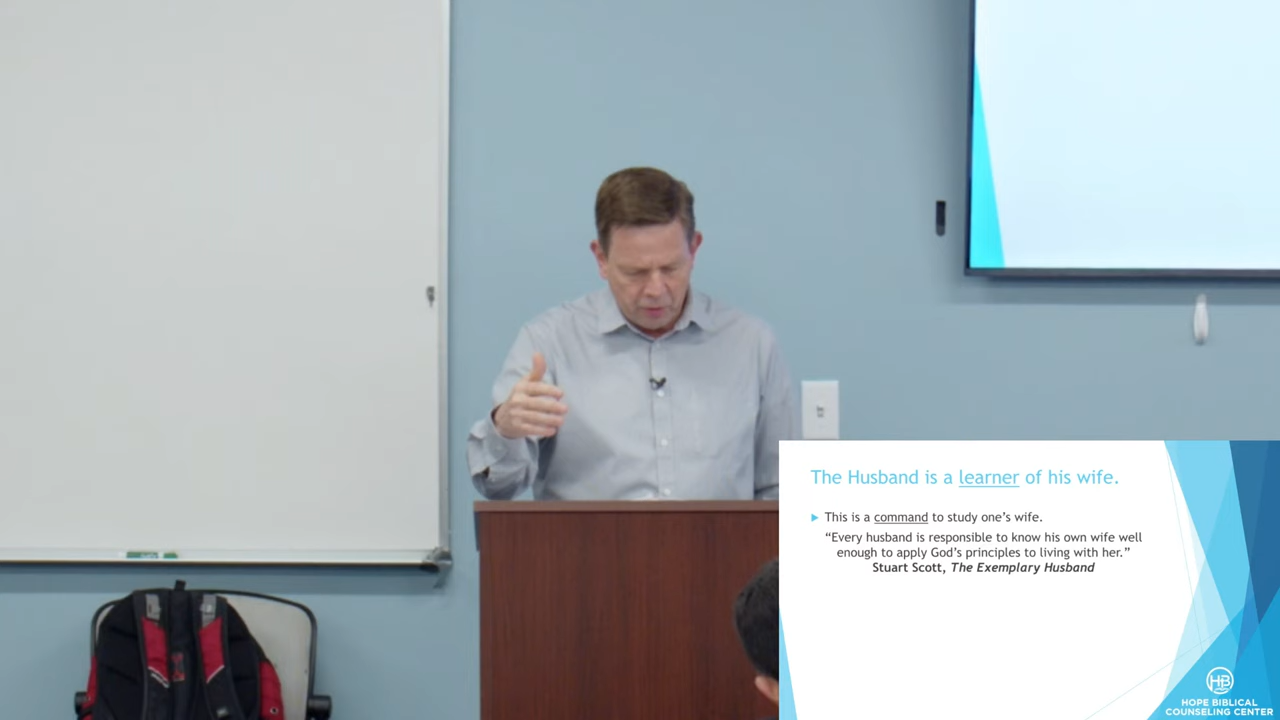 The Husband is a learner of his wife.
This is a command to study one’s wife.
“Every husband is responsible to know his own wife well
enough to apply God’s principles to living with her.”
Stuart Scott, The Exemplary Husband
HB
HOPE BIBLICAL
COUNSELING CENTER